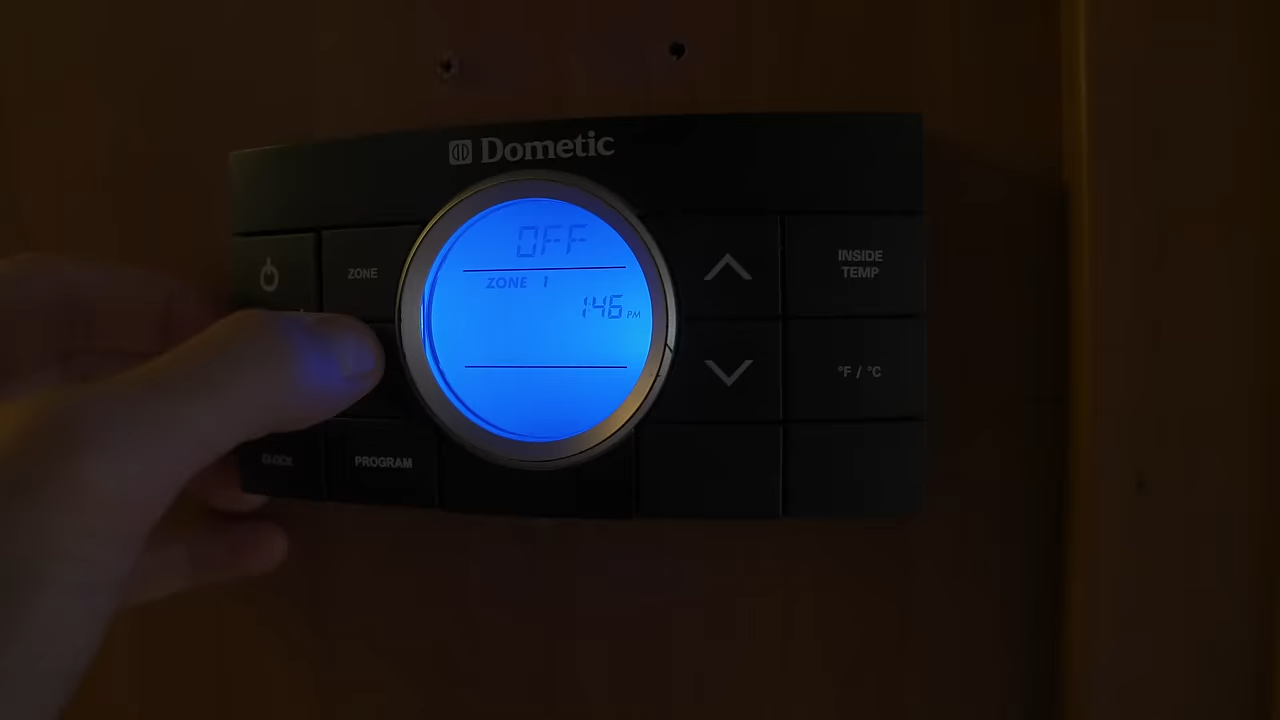 Dometic
OFF
ZONE 1
1:46 PM
ZONE
INSIDE
TEMP
°F / °C
CLOCK
PROGRAM